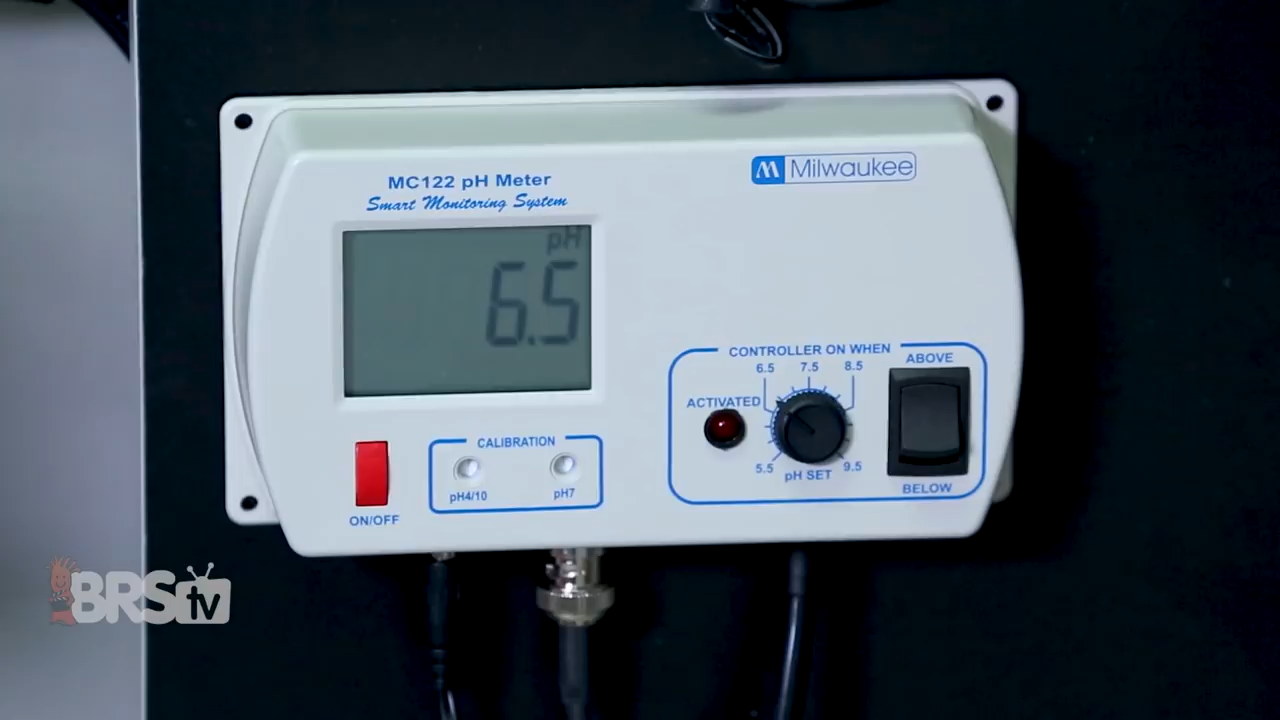 MC122 pH Meter
Smart Monitoring System
Milwaukee
pH
6.5
CONTROLLER ON WHEN
6.5 7.5 8.5
ABOVE
ACTIVATED
5.5 9.5
pH SET
BELOW
CALIBRATION
pH4/10 pH7
ON/OFF
BRStv